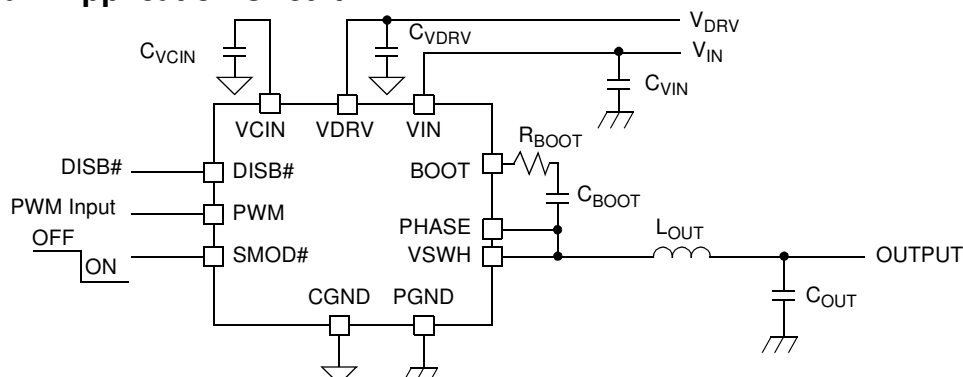 V_DRV
C_VDRV
V_IN
C_VCIN
C_VIN
VCIN VDRV VIN
R_BOOT
DISB# DISB# BOOT
C_BOOT
PWM Input PWM
PHASE
L_OUT
OFF
ON
SMOD# VSWH OUTPUT
CGND PGND
C_OUT